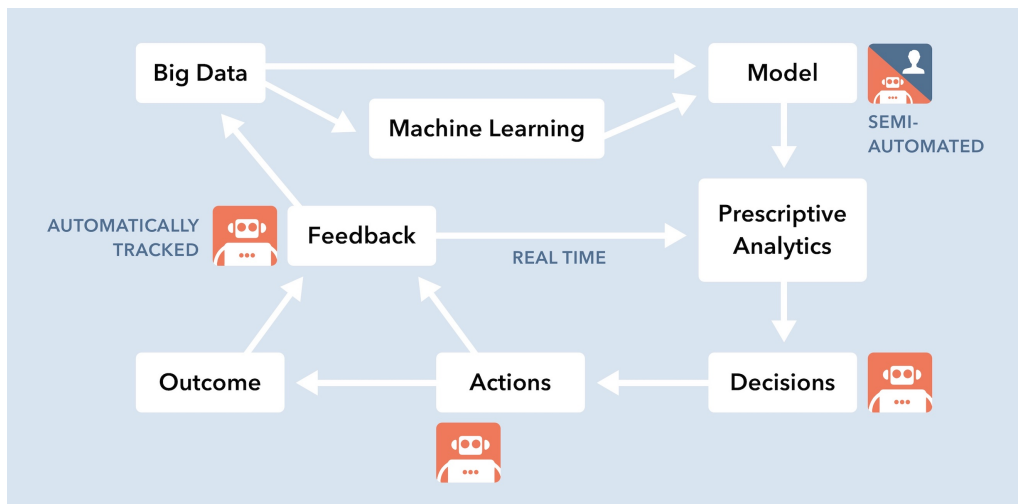 Big Data
Model
Machine Learning
SEMI-
AUTOMATED
AUTOMATICALLY
TRACKED
Feedback
REAL TIME
Prescriptive
Analytics
Outcome
Actions
Decisions